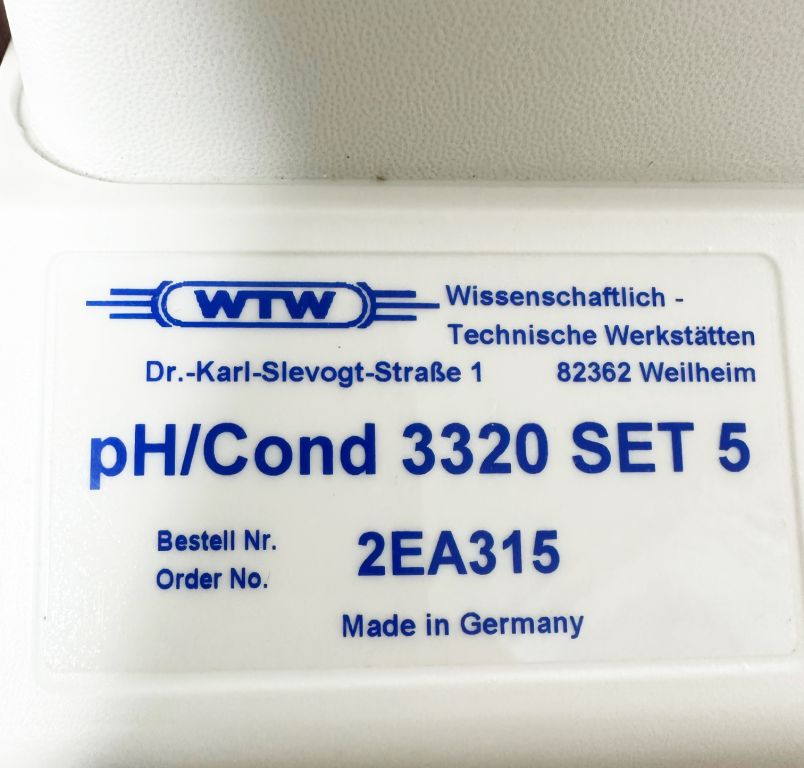 WTW Wissenschaftlich -
Technische Werkstätten
Dr.-Karl-Slevogt-Straße 1 82362 Weilheim
pH/Cond 3320 SET 5
Bestell Nr.
Order No. 2EA315
Made in Germany